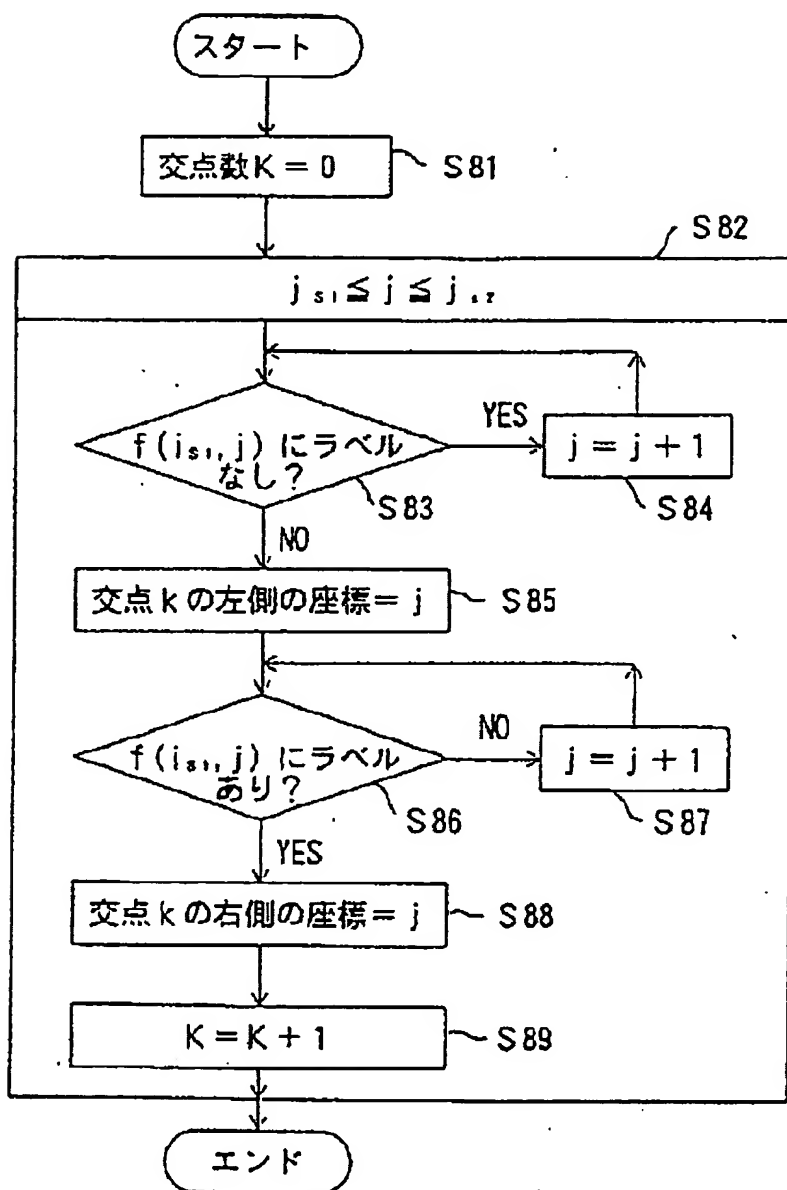 スタート
交点数K=0
S81
S82
j s1≦j≦j s2
f(i s1, j)にラベル
なし?
YES
j=j+1
S83
S84
NO
交点kの左側の座標=j
S85
f(i s1, j)にラベル
あり?
NO
j=j+1
S86
S87
YES
交点kの右側の座標=j
S88
K=K+1
S89
エンド